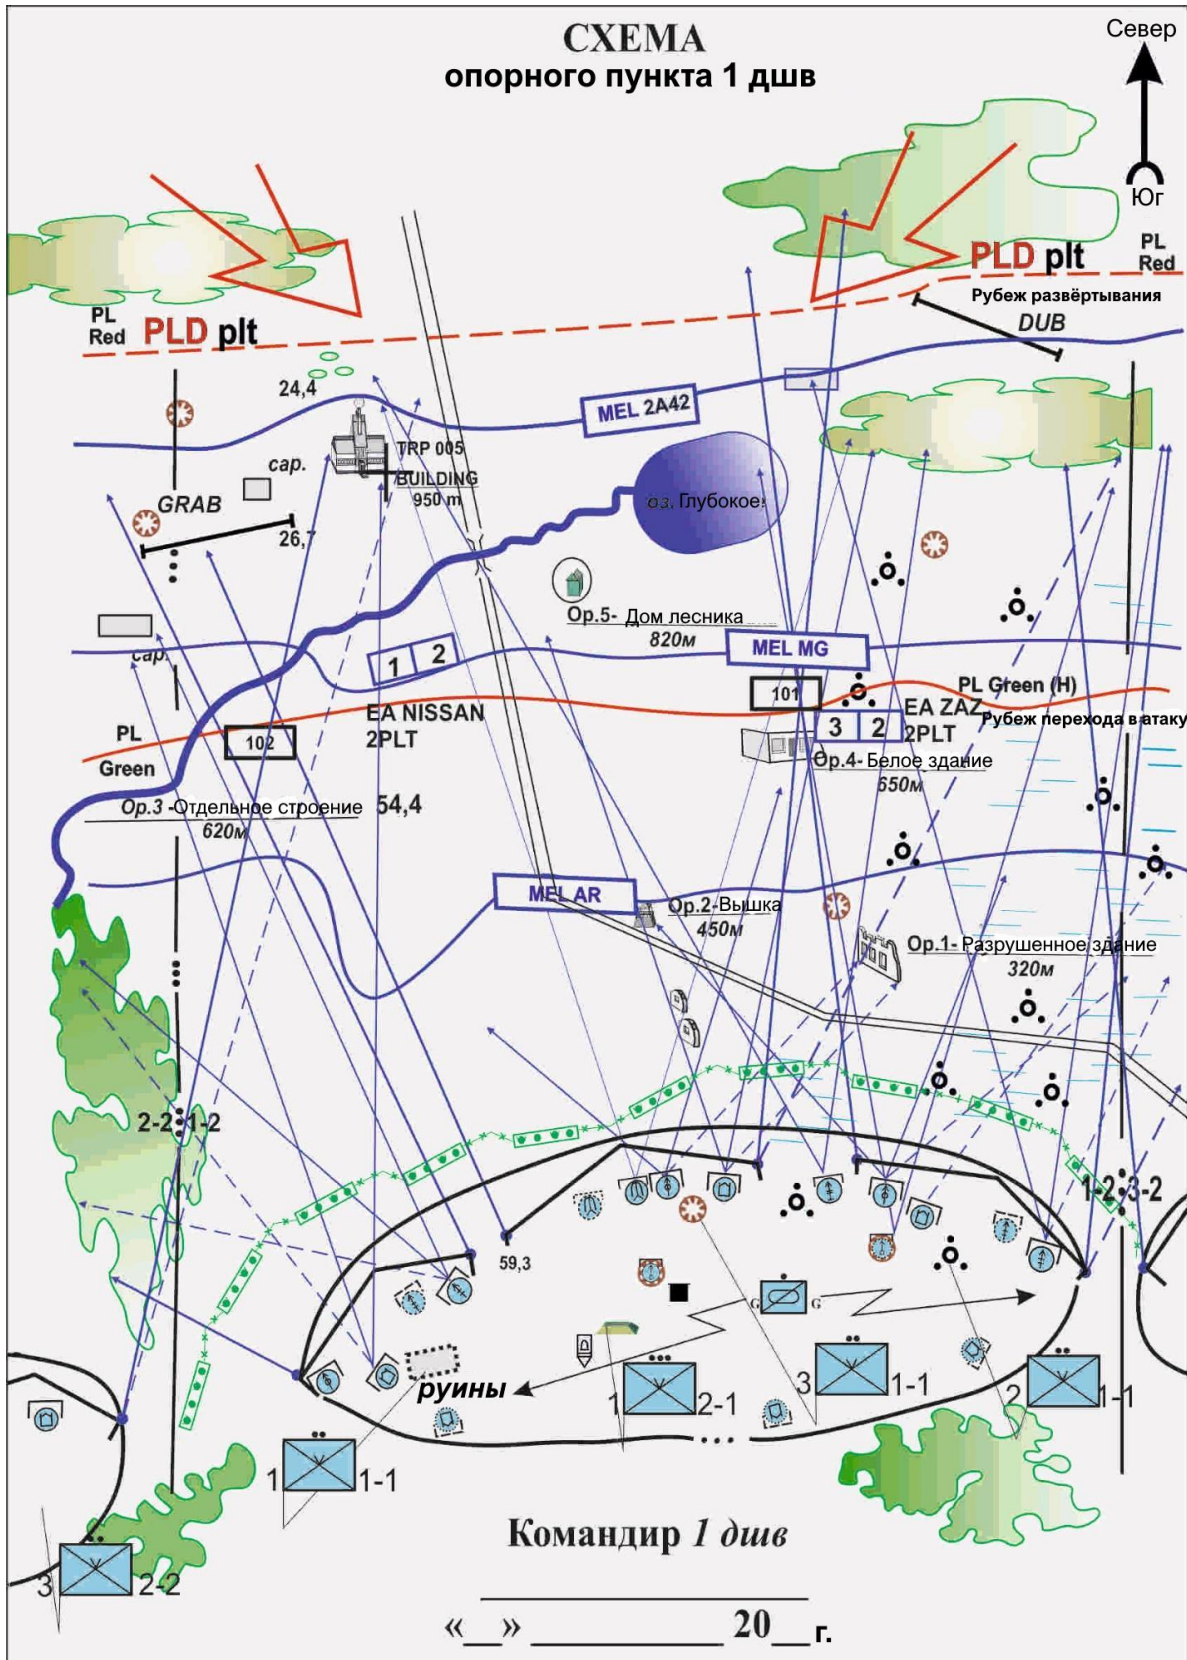 СХЕМА
опорного пункта 1 дшв
Север
Юг
PLD plt
PL
Red
Рубеж развёртывания
DUB
PL
Red
PLD plt
24,4
MEL 2A42
TRP 005
BUILDING
950 m
сар.
GRAB
26,7
оз. Глубокое
Ор.5- Дом лесника
820м
сар.
1 2
MEL MG
101
PL Green (H)
EA NISSAN
2PLT
3 2
EA ZAZ
2PLT
Рубеж перехода в атаку
PL
Green
102
Ор.4- Белое здание
650м
Ор.3 -Отдельное строение
620м
54,4
MEL AR
Ор.2-Вышка
450м
Ор.1- Разрушенное здание
320м
2-2
1-2
1-2
3-2
59,3
G G
руины
1 2-1
3 1-1
2 1-1
1 1-1
3 2-2
Командир 1 дшв
«__» __________ 20__ г.